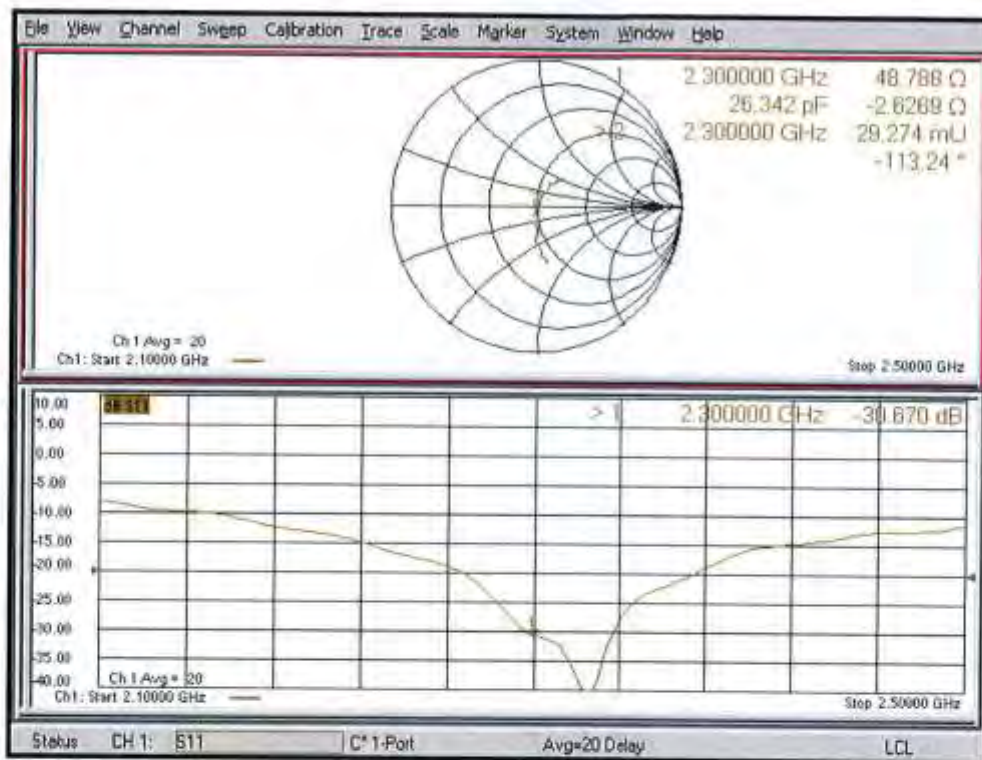 File View Channel Sweep Calibration Trace Scale Marker System Window Help
2.300000 GHz 48.788 Ω
26.342 pF -2.6269 Ω
2.300000 GHz 29.274 mU
-113.24 °
Ch 1 Avg = 20
Ch1: Start 2.10000 GHz
Stop 2.50000 GHz
10.00
dB S11
> 1
2.300000 GHz -30.670 dB
5.00
0.00
-5.00
-10.00
-15.00
-20.00
-25.00
-30.00
-35.00
-40.00
Ch 1 Avg = 20
Ch1: Start 2.10000 GHz
Stop 2.50000 GHz
Status CH 1: S11 C* 1-Port Avg=20 Delay LCL